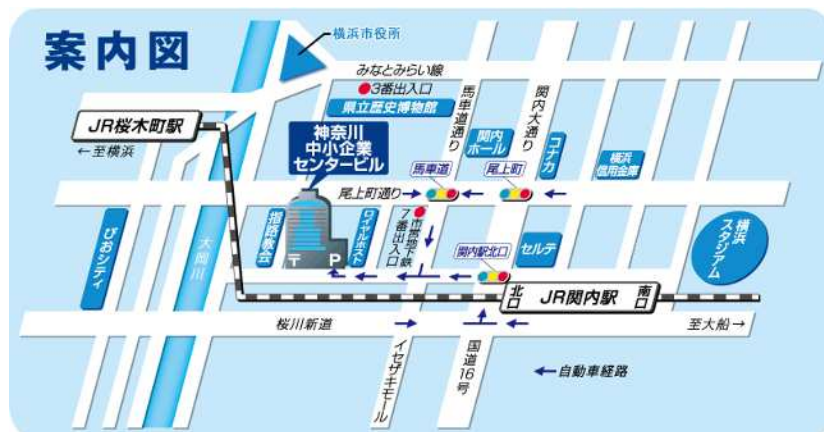 案内図
横浜市役所
みなとみらい線
3番出入口
県立歴史博物館
馬車道通り
関内大通り
JR桜木町駅
←至横浜
神奈川
中小企業
センタービル
関内
ホール
コナカ
横浜
信用金庫
馬車道
尾上町
尾上町通り
ぴおシティ
大岡川
指路教会
〒
P
ロイヤルホスト
市営地下鉄
7番出入口
関内駅北口
セルテ
横浜
スタジアム
北口
JR関内駅
南口
桜川新道
至大船→
イセザキモール
国道16号
←自動車経路